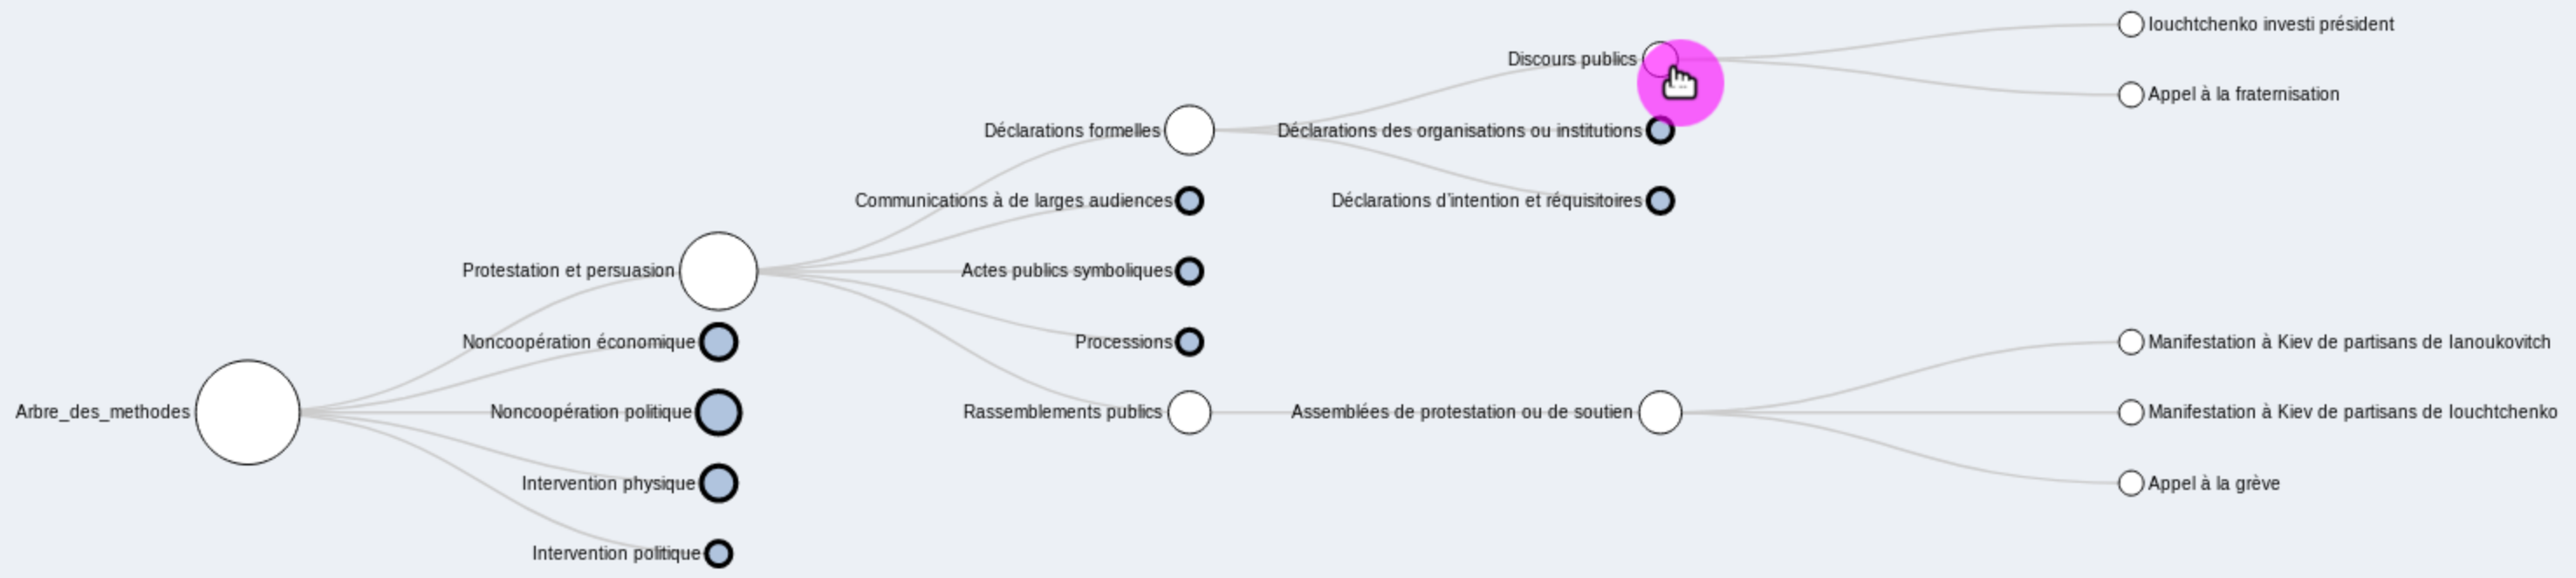 Iouchtchenko investi président
Discours publics
Appel à la fraternisation
Déclarations formelles
Déclarations des organisations ou institutions
Communications à de larges audiences
Déclarations d'intention et réquisitoires
Protestation et persuasion
Actes publics symboliques
Noncoopération économique
Processions
Manifestation à Kiev de partisans de Ianoukovitch
Arbre_des_methodes
Noncoopération politique
Rassemblements publics
Assemblées de protestation ou de soutien
Manifestation à Kiev de partisans de Iouchtchenko
Intervention physique
Appel à la grève
Intervention politique